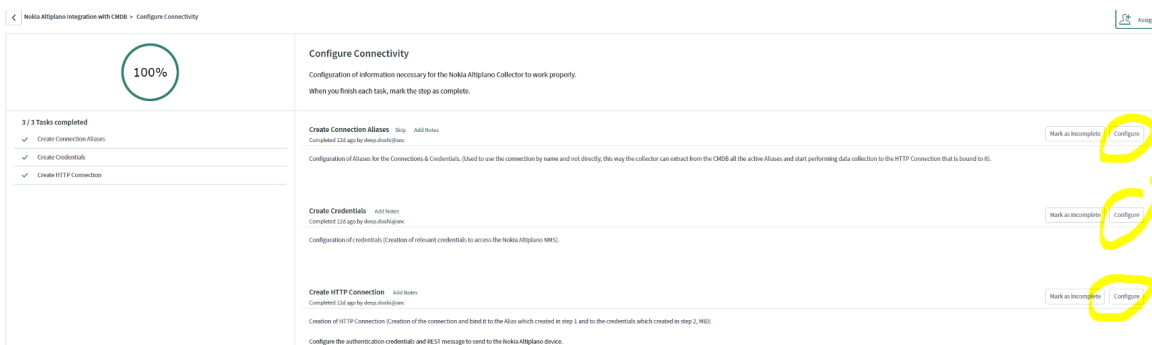 Nokia Altiplano Integration with CMDB > Configure Connectivity
Assig
100%
Configure Connectivity
Configuration of information necessary for the Nokia Altiplano Collector to work properly.
When you finish each task, mark the step as complete.
3 / 3 Tasks completed
Create Connection Aliases
Create Credentials
Create HTTP Connection
Create Connection Aliases Skip Add Notes
Completed 12d ago by deep.doshi@snc
Mark as Incomplete Configure
Configuration of Aliases for the Connections & Credentials. (Used to use the connection by name and not directly, this way the collector can extract from the CMDB all the active Aliases and start performing data collection to the HTTP Connection that is bound to it).
Create Credentials Add Notes
Completed 12d ago by deep.doshi@snc
Mark as Incomplete Configure
Configuration of credentials (Creation of relevant credentials to access the Nokia Altiplano NMS).
Create HTTP Connection Add Notes
Completed 12d ago by deep.doshi@snc
Mark as Incomplete Configure
Creation of HTTP Connection (Creation of the connection and bind it to the Alias which created in step 1 and to the credentials which created in step 2, MID)
Configure the authentication credentials and REST message to send to the Nokia Altiplano device.